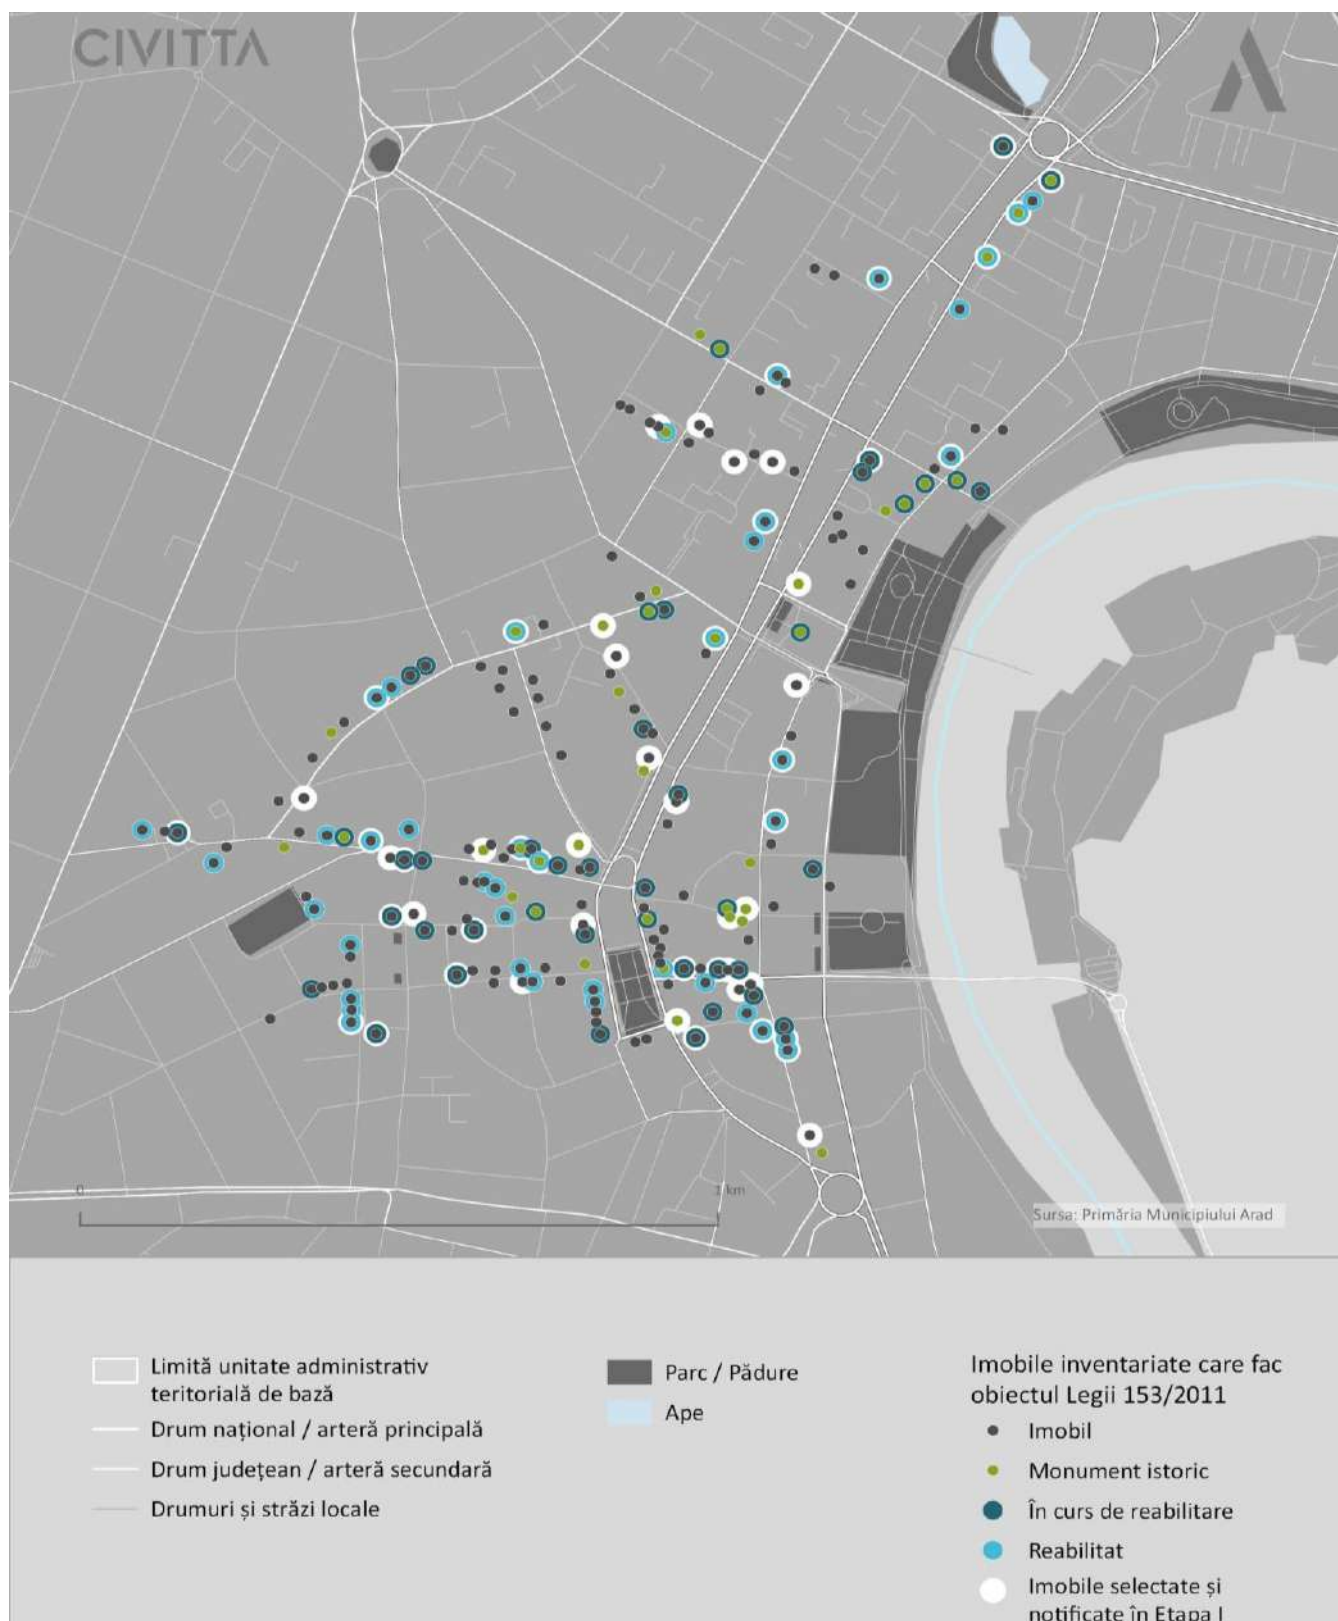 CIVITTA
0
1 km
Sursa: Primăria Municipiului Arad
Limită unitate administrativ
teritorială de bază
Drum național / arteră principală
Drum județean / arteră secundară
Drumuri și străzi locale
Parc / Pădure
Ape
Imobile inventariate care fac
obiectul Legii 153/2011
Imobil
Monument istoric
În curs de reabilitare
Reabilitat
Imobile selectate și
notificate în Etapa I